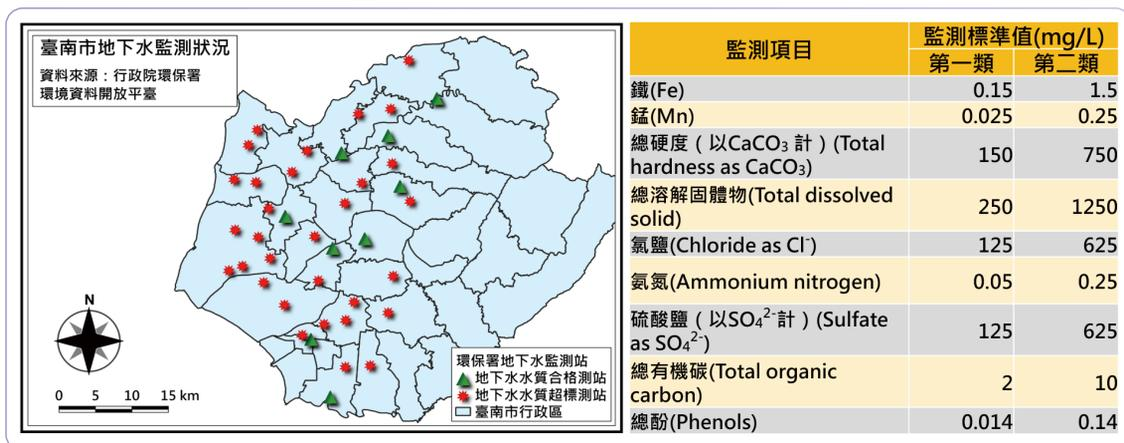 臺南市地下水監測狀況
資料來源：行政院環保署
環境資料開放平臺
N
0 5 10 15 km
環保署地下水監測站
地下水水質合格測站
地下水水質超標測站
臺南市行政區
監測項目 監測標準值(mg/L)
第一類 第二類
鐵(Fe) 0.15 1.5
錳(Mn) 0.025 0.25
總硬度（以CaCO₃ 計）(Total
hardness as CaCO₃) 150 750
總溶解固體物(Total dissolved
solid) 250 1250
氯鹽(Chloride as Cl⁻) 125 625
氨氮(Ammonium nitrogen) 0.05 0.25
硫酸鹽（以SO₄²⁻計）(Sulfate
as SO₄²⁻) 125 625
總有機碳(Total organic
carbon) 2 10
總酚(Phenols) 0.014 0.14